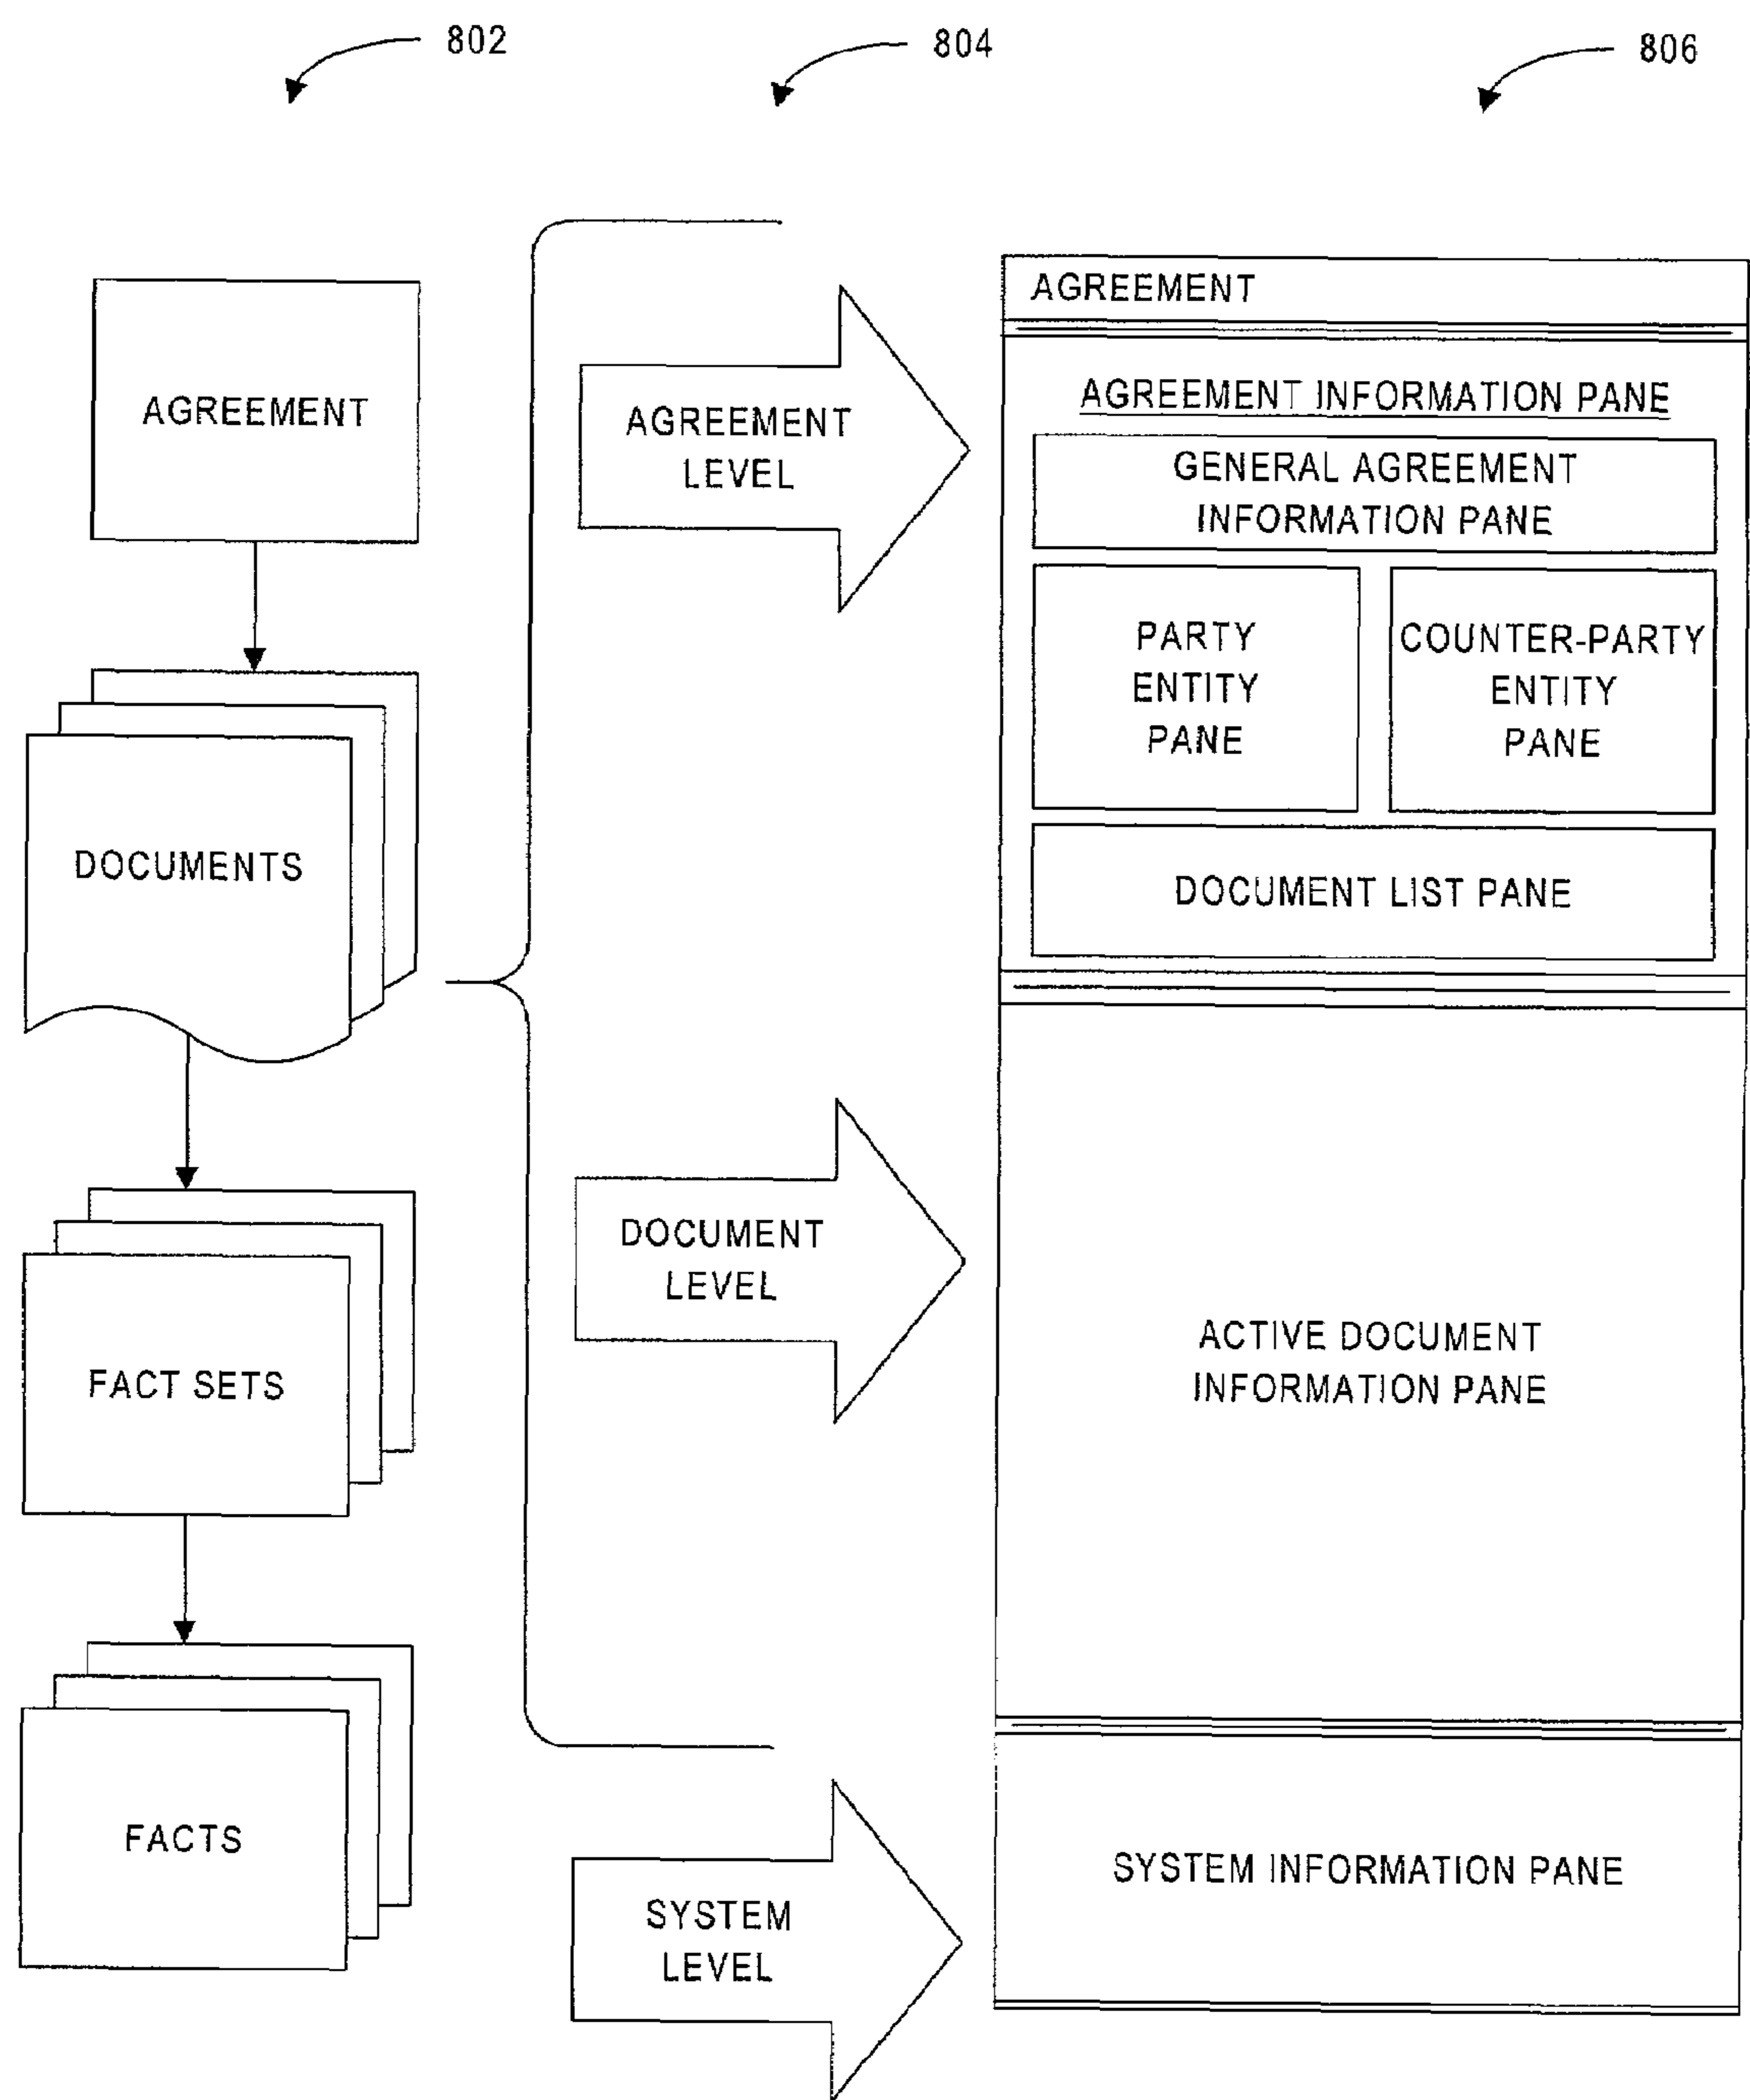 802
804
806
AGREEMENT
DOCUMENTS
FACT SETS
FACTS
AGREEMENT
LEVEL
DOCUMENT
LEVEL
SYSTEM
LEVEL
AGREEMENT
AGREEMENT INFORMATION PANE
GENERAL AGREEMENT
INFORMATION PANE
PARTY
ENTITY
PANE
COUNTER-PARTY
ENTITY
PANE
DOCUMENT LIST PANE
ACTIVE DOCUMENT
INFORMATION PANE
SYSTEM INFORMATION PANE